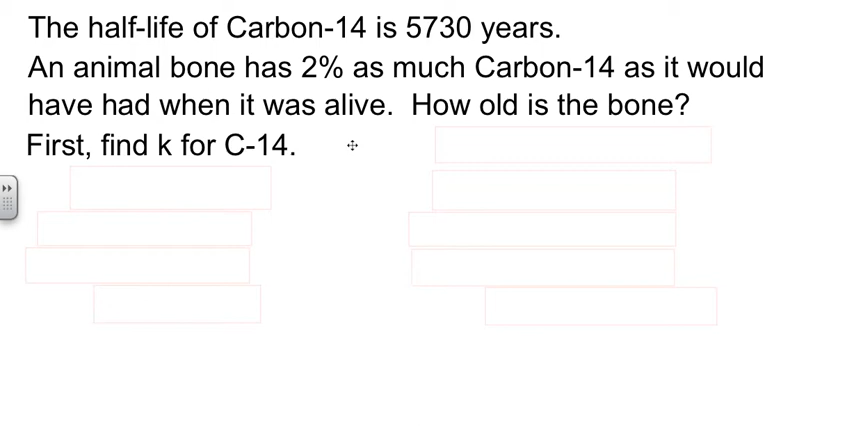 The half-life of Carbon-14 is 5730 years.
An animal bone has 2% as much Carbon-14 as it would
have had when it was alive.  How old is the bone?
First, find k for C-14.